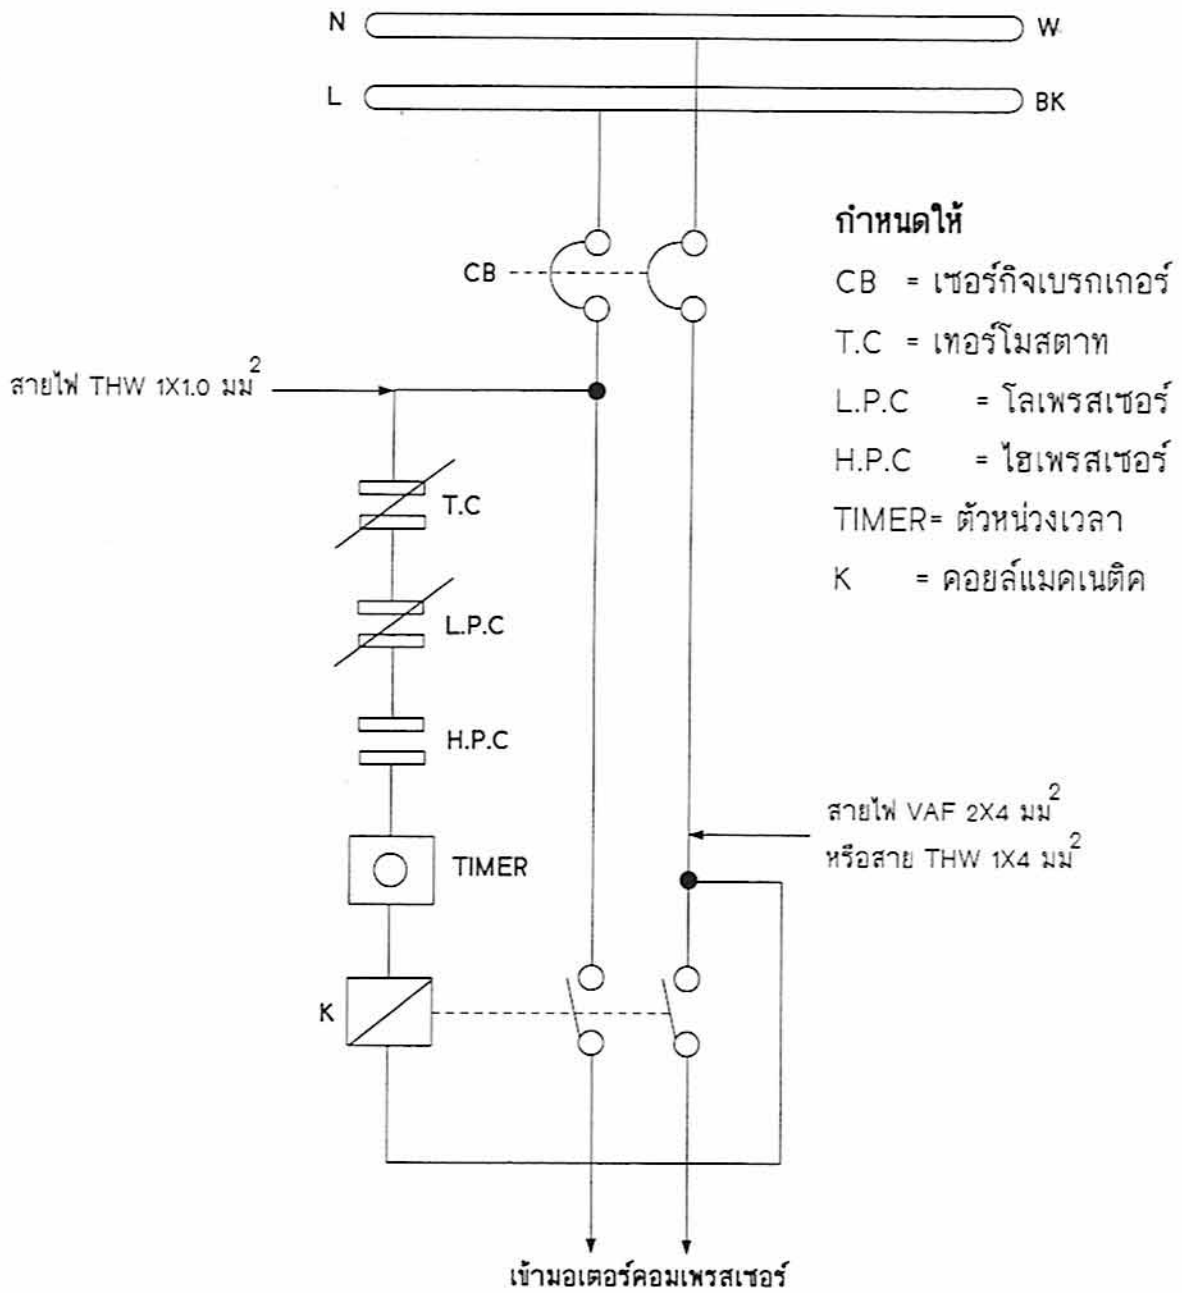 N
W
L
BK
กำหนดให้
CB
CB = เซอร์กิจเบรกเกอร์
T.C = เทอร์โมสตาท
สายไฟ THW 1X1.0 มม²
L.P.C = โลเพรสเซอร์
H.P.C = ไฮเพรสเซอร์
T.C
TIMER= ตัวหน่วงเวลา
K = คอยล์แมคเนติค
L.P.C
H.P.C
สายไฟ VAF 2X4 มม²
หรือสาย THW 1X4 มม²
TIMER
K
เข้ามอเตอร์คอมเพรสเซอร์